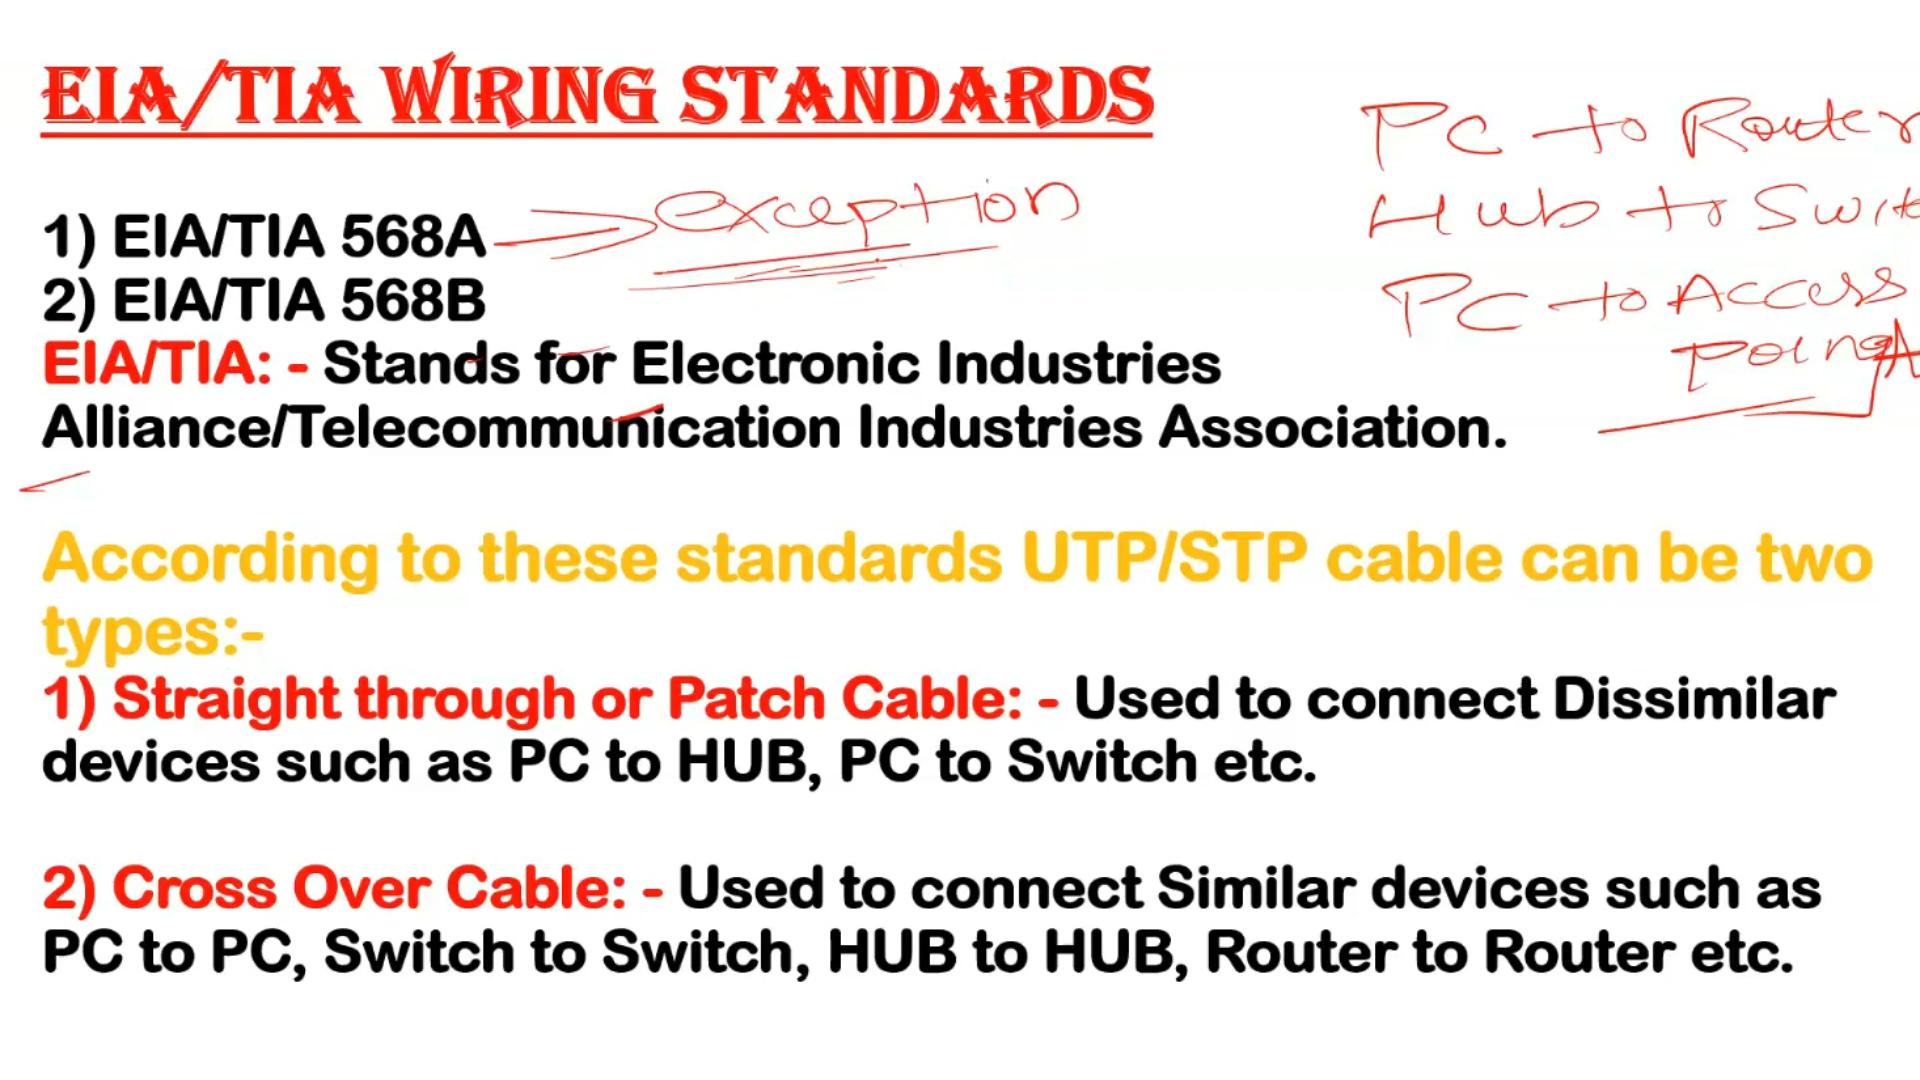 EIA/TIA WIRING STANDARDS
PC to Router
1) EIA/TIA 568A exception
Hub to Swit
2) EIA/TIA 568B
PC to Access
EIA/TIA: - Stands for Electronic Industries
Point
Alliance/Telecommunication Industries Association.
According to these standards UTP/STP cable can be two
types:-
1) Straight through or Patch Cable: - Used to connect Dissimilar
devices such as PC to HUB, PC to Switch etc.
2) Cross Over Cable: - Used to connect Similar devices such as
PC to PC, Switch to Switch, HUB to HUB, Router to Router etc.